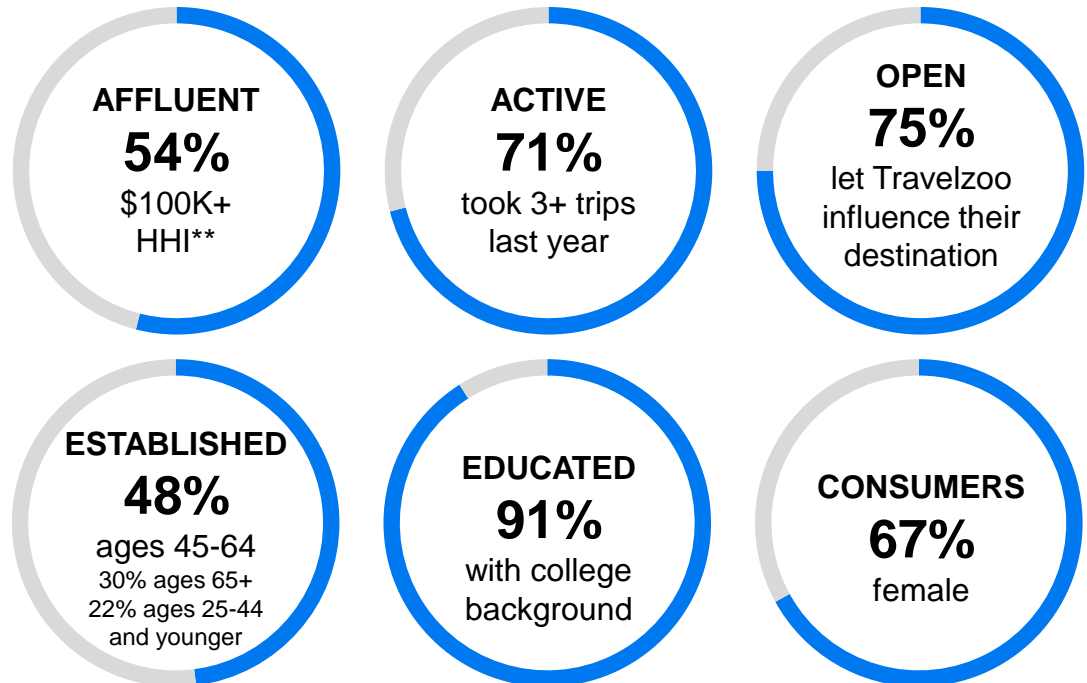 AFFLUENT
54%
$100K+
HHI**
ACTIVE
71%
took 3+ trips
last year
OPEN
75%
let Travelzoo
influence their
destination
ESTABLISHED
48%
ages 45-64
30% ages 65+
22% ages 25-44
and younger
EDUCATED
91%
with college
background
CONSUMERS
67%
female